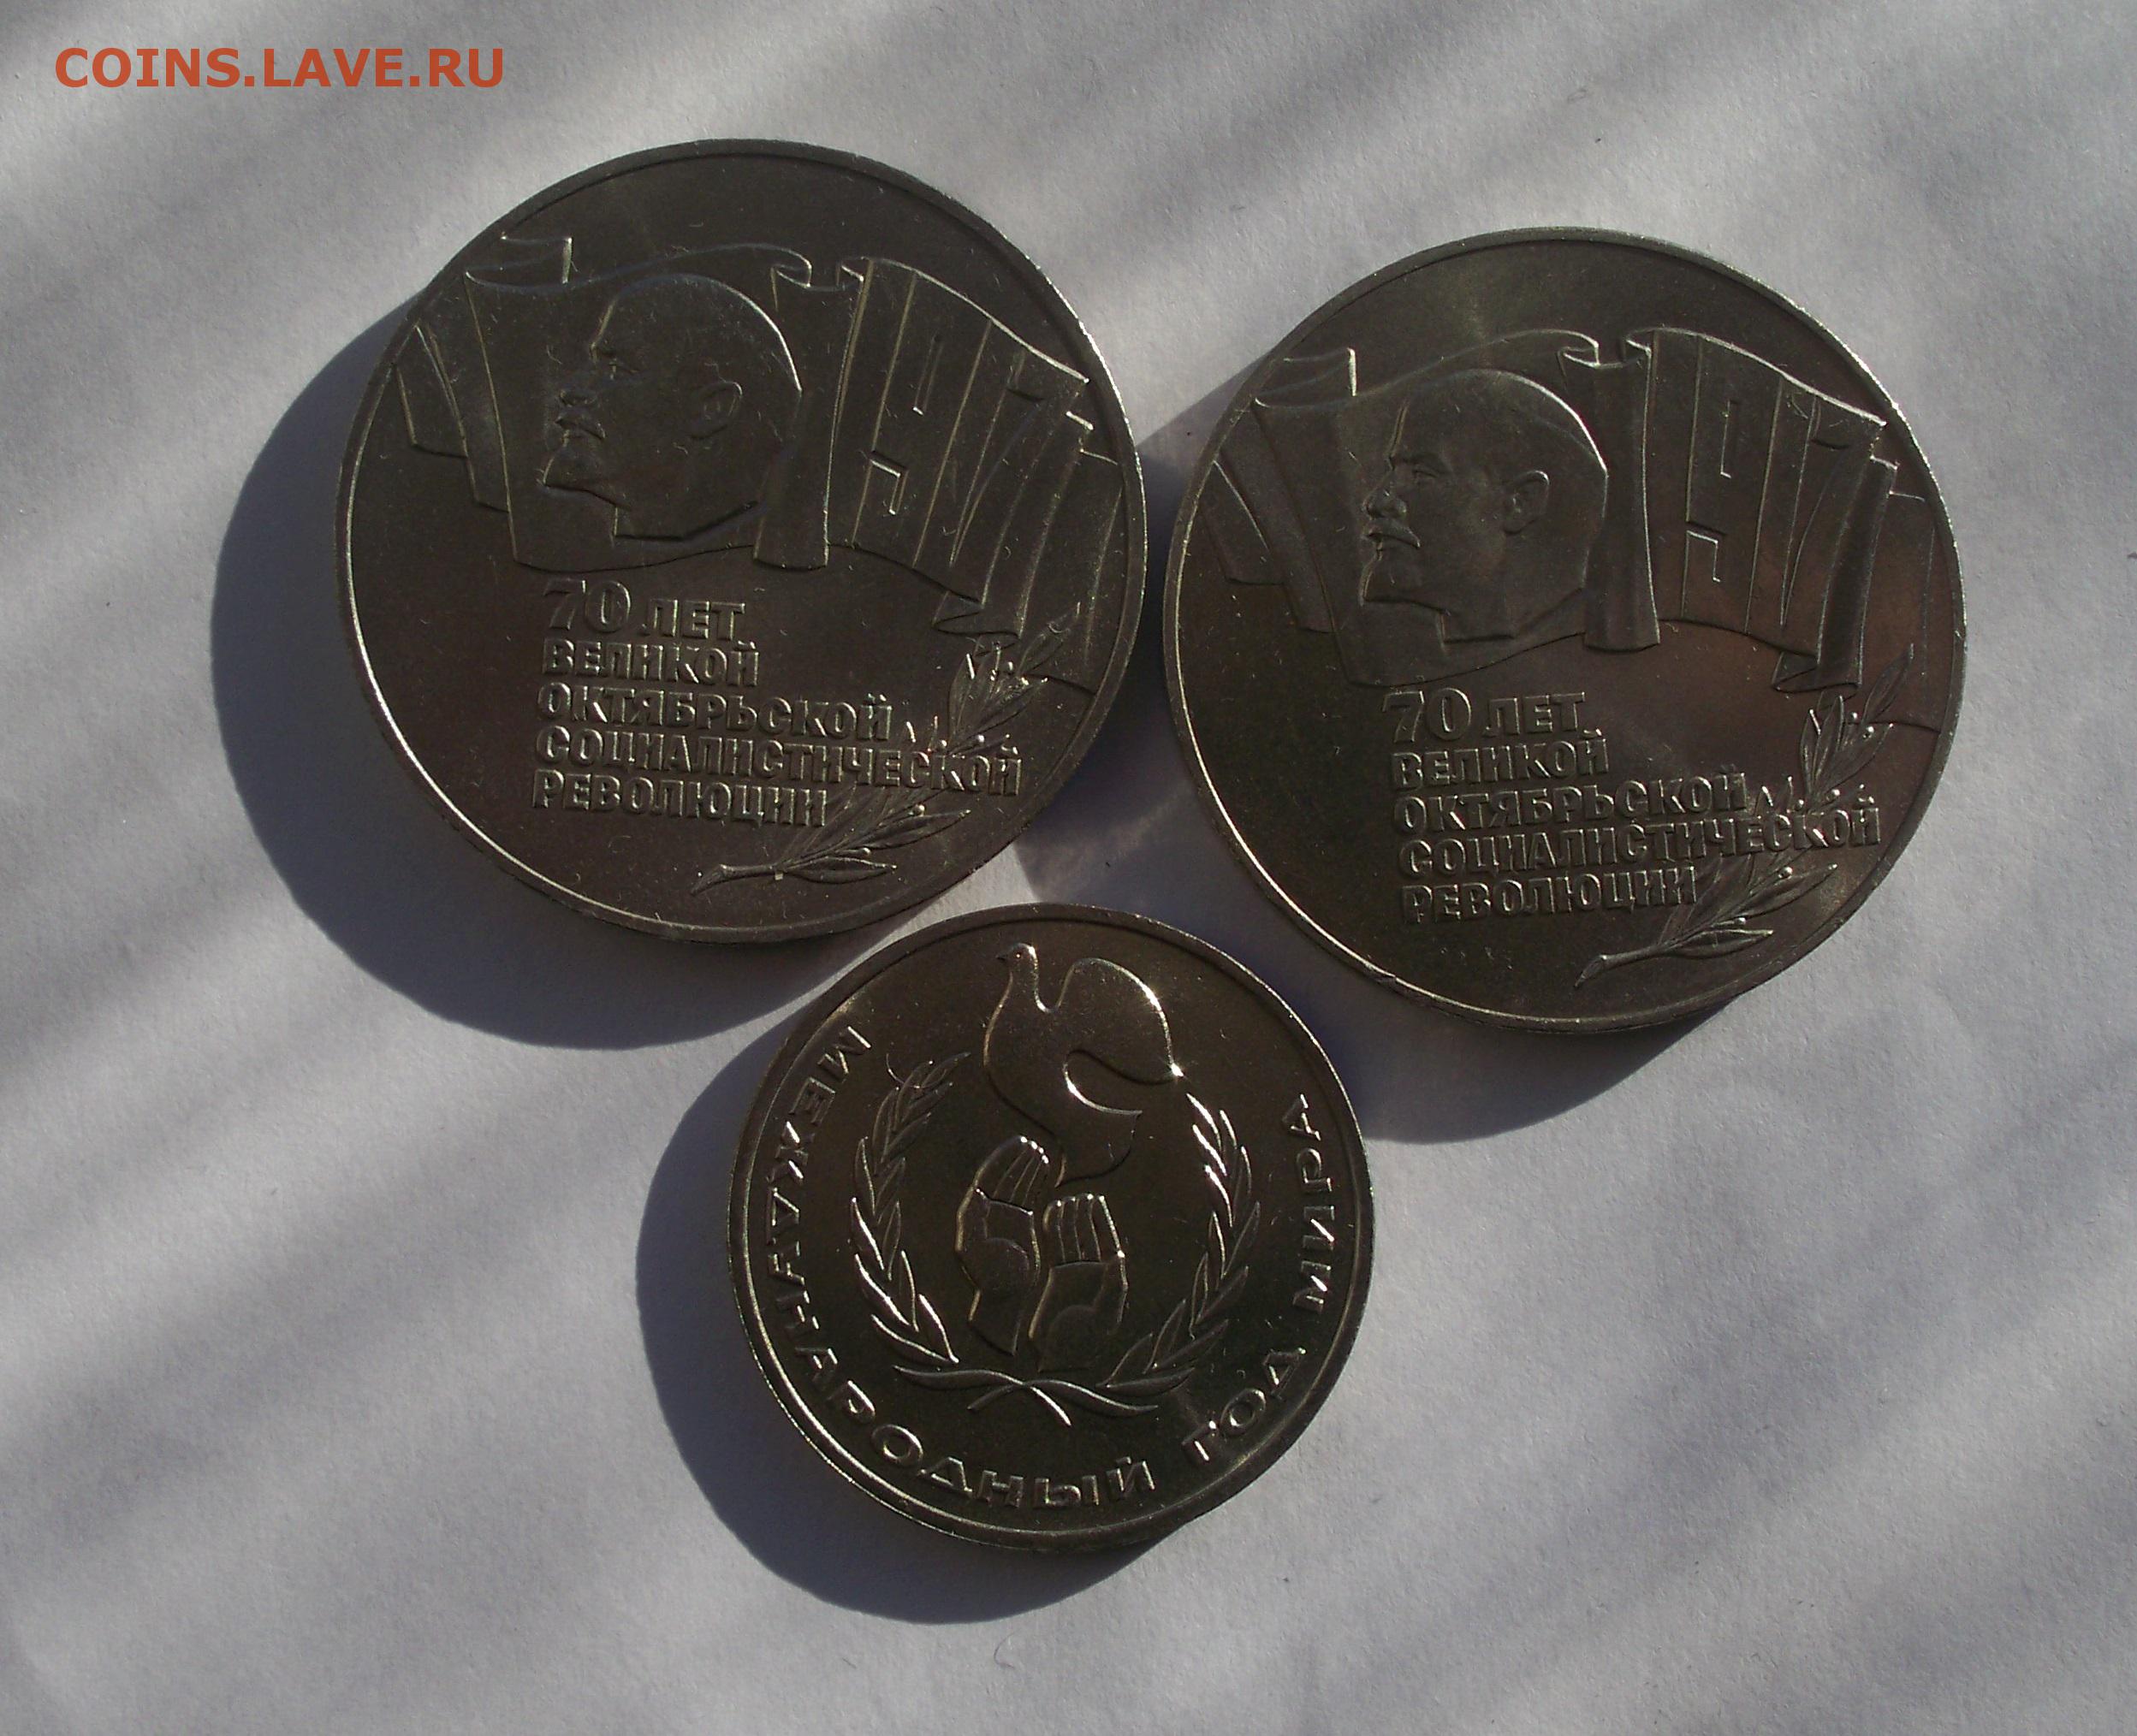 COINS.LAVE.RU
1917
70 ЛЕТ
ВЕЛИКОЙ
ОКТЯБРЬСКОЙ
СОЦИАЛИСТИЧЕСКОЙ
РЕВОЛЮЦИИ
1917
70 ЛЕТ
ВЕЛИКОЙ
ОКТЯБРЬСКОЙ
СОЦИАЛИСТИЧЕСКОЙ
РЕВОЛЮЦИИ
МЕЖДУНАРОДНЫЙ ГОД МИРА